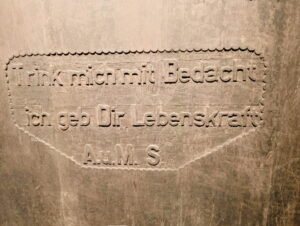 Trink mich mit Bedacht
ich geb Dir Lebenskraft
A.u.M. S.